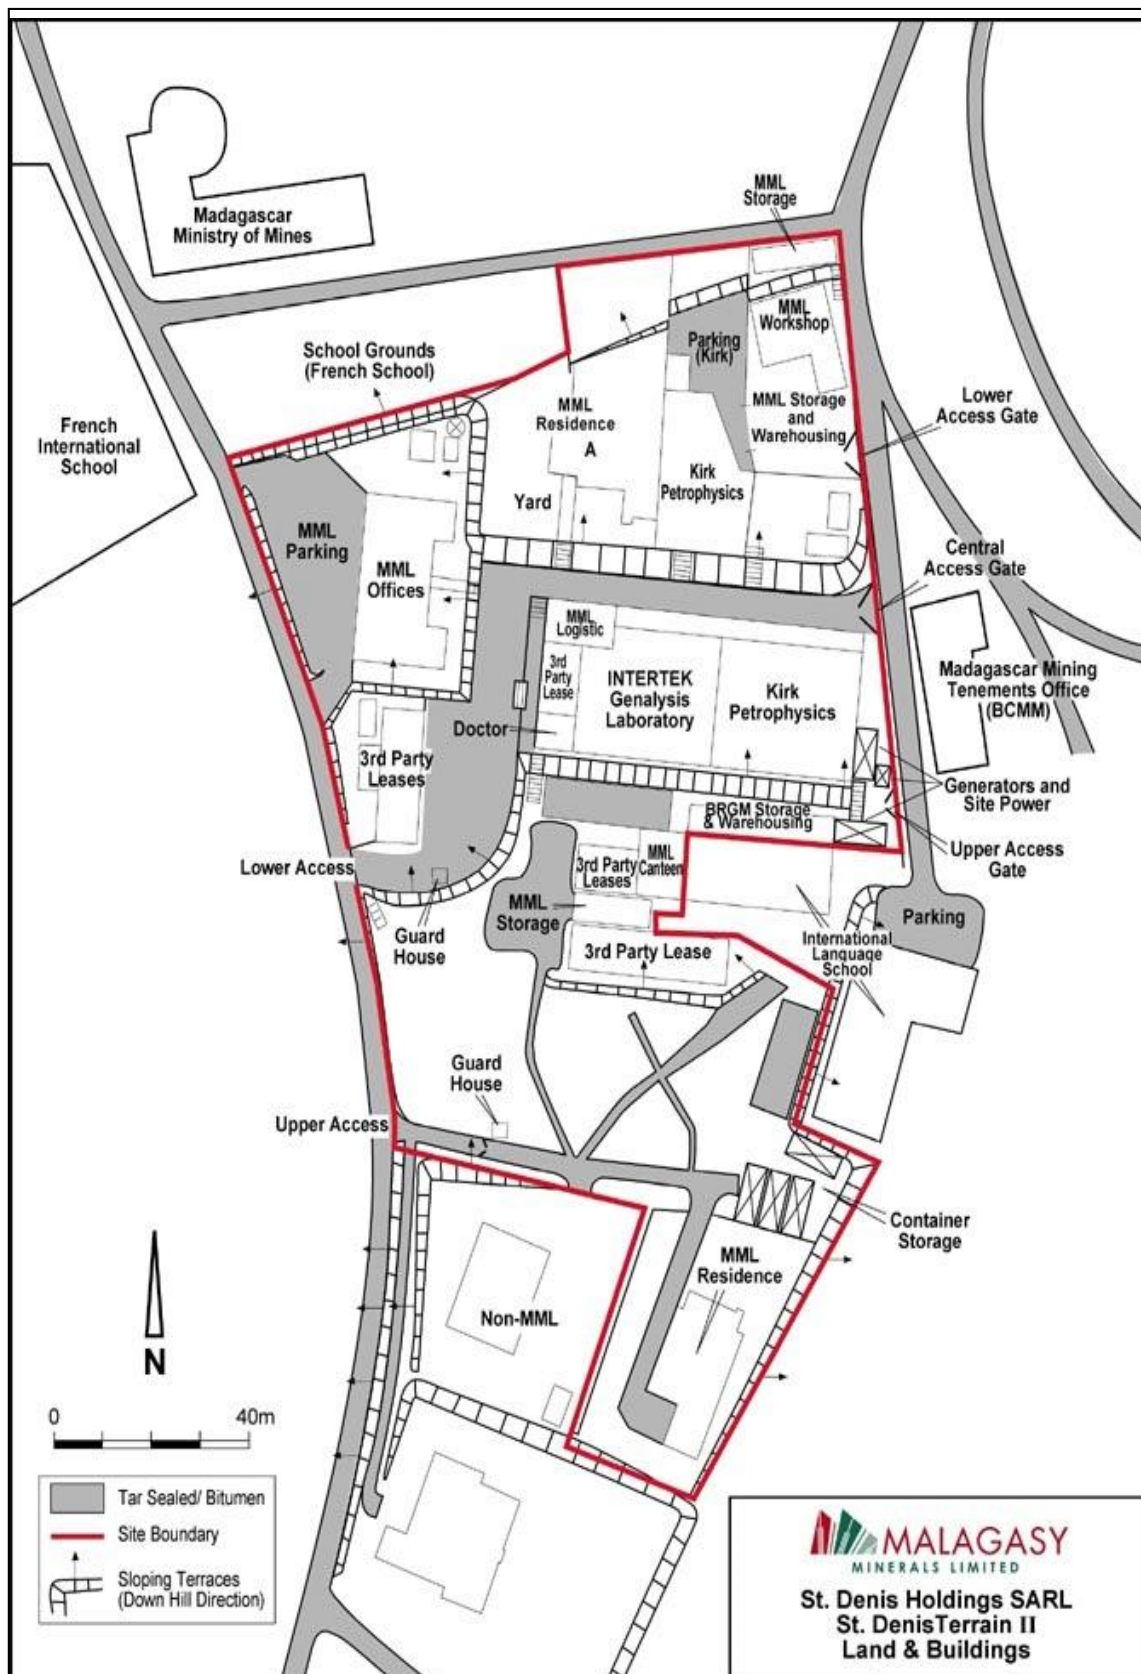 MML
Storage
Madagascar
Ministry of Mines
MML
Workshop
Parking
(Kirk)
School Grounds
(French School)
Lower
Access Gate
MML
Residence
A
MML Storage
and
Warehousing
French
International
School
Kirk
Petrophysics
Yard
MML
Parking
Central
Access Gate
MML
Offices
MML
Logistic
3rd
Party
Lease
INTERTEK
Genalysis
Laboratory
Kirk
Petrophysics
Madagascar Mining
Tenements Office
(BCMM)
Doctor
3rd Party
Leases
Generators and
Site Power
BRGM Storage
& Warehousing
Upper Access
Gate
Lower Access
3rd Party
Leases
MML
Canteen
MML
Storage
Parking
Guard
House
3rd Party Lease
International
Language
School
Guard
House
Upper Access
Container
Storage
MML
Residence
Non-MML
N
0 40m
Tar Sealed/ Bitumen
Site Boundary
Sloping Terraces
(Down Hill Direction)
MALAGASY
MINERALS LIMITED
St. Denis Holdings SARL
St. DenisTerrain II
Land & Buildings